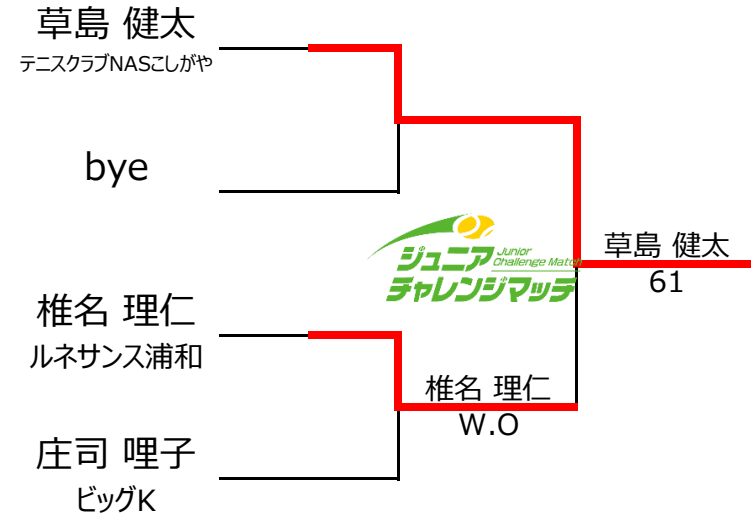 草島 健太
テニスクラブNASこしがや
bye
ジュニア Junior Challenge Match
チャレンジマッチ
草島 健太
61
椎名 理仁
ルネサンス浦和
椎名 理仁
W.O
庄司 哩子
ビッグK